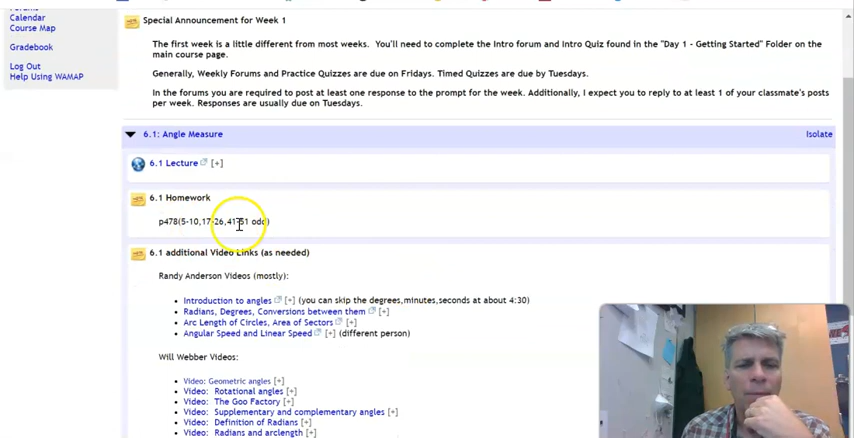 Calendar
Course Map
Gradebook
Log Out
Help Using WAMAP
Special Announcement for Week 1
The first week is a little different from most weeks. You'll need to complete the Intro forum and Intro Quiz found in the "Day 1 - Getting Started" Folder on the
main course page.
Generally, Weekly Forums and Practice Quizzes are due on Fridays. Timed Quizzes are due by Tuesdays.
In the forums you are required to post at least one response to the prompt for the week. Additionally, I expect you to reply to at least 1 of your classmate's posts
per week. Responses are usually due on Tuesdays.
6.1: Angle Measure Isolate
6.1 Lecture [+]
6.1 Homework
p478(5-10,17-26,41-51 odd)
6.1 additional Video Links (as needed)
Randy Anderson Videos (mostly):
• Introduction to angles [+] (you can skip the degrees,minutes,seconds at about 4:30)
• Radians, Degrees, Conversions between them [+]
• Arc Length of Circles, Area of Sectors [+]
• Angular Speed and Linear Speed [+] (different person)
Will Webber Videos:
• Video: Geometric angles [+]
• Video: Rotational angles [+]
• Video: The Goo Factory [+]
• Video: Supplementary and complementary angles [+]
• Video: Definition of Radians [+]
• Video: Radians and arclength [+]